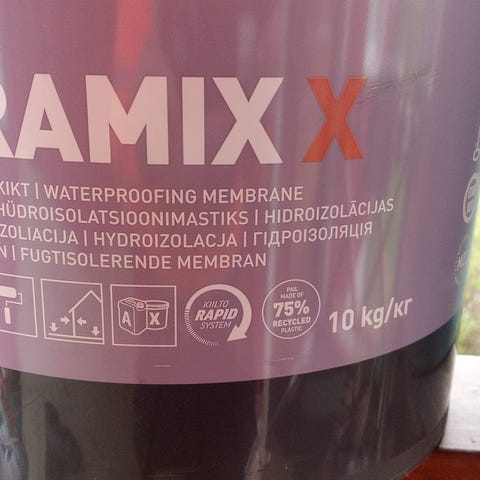 RAMIX X
KIKT | WATERPROOFING MEMBRANE
HÜDROISOLATSIOONIMASTIKS | HIDROIZOLĀCIJAS
ZOLIACIJA | HYDROIZOLACJA | ГІДРОІЗОЛЯЦІЯ
N | FUGTISOLERENDE MEMBRAN
A X
KIILTO
RAPID
SYSTEM
PAIL
MADE OF
75%
RECYCLED
PLASTIC
10 kg/кг